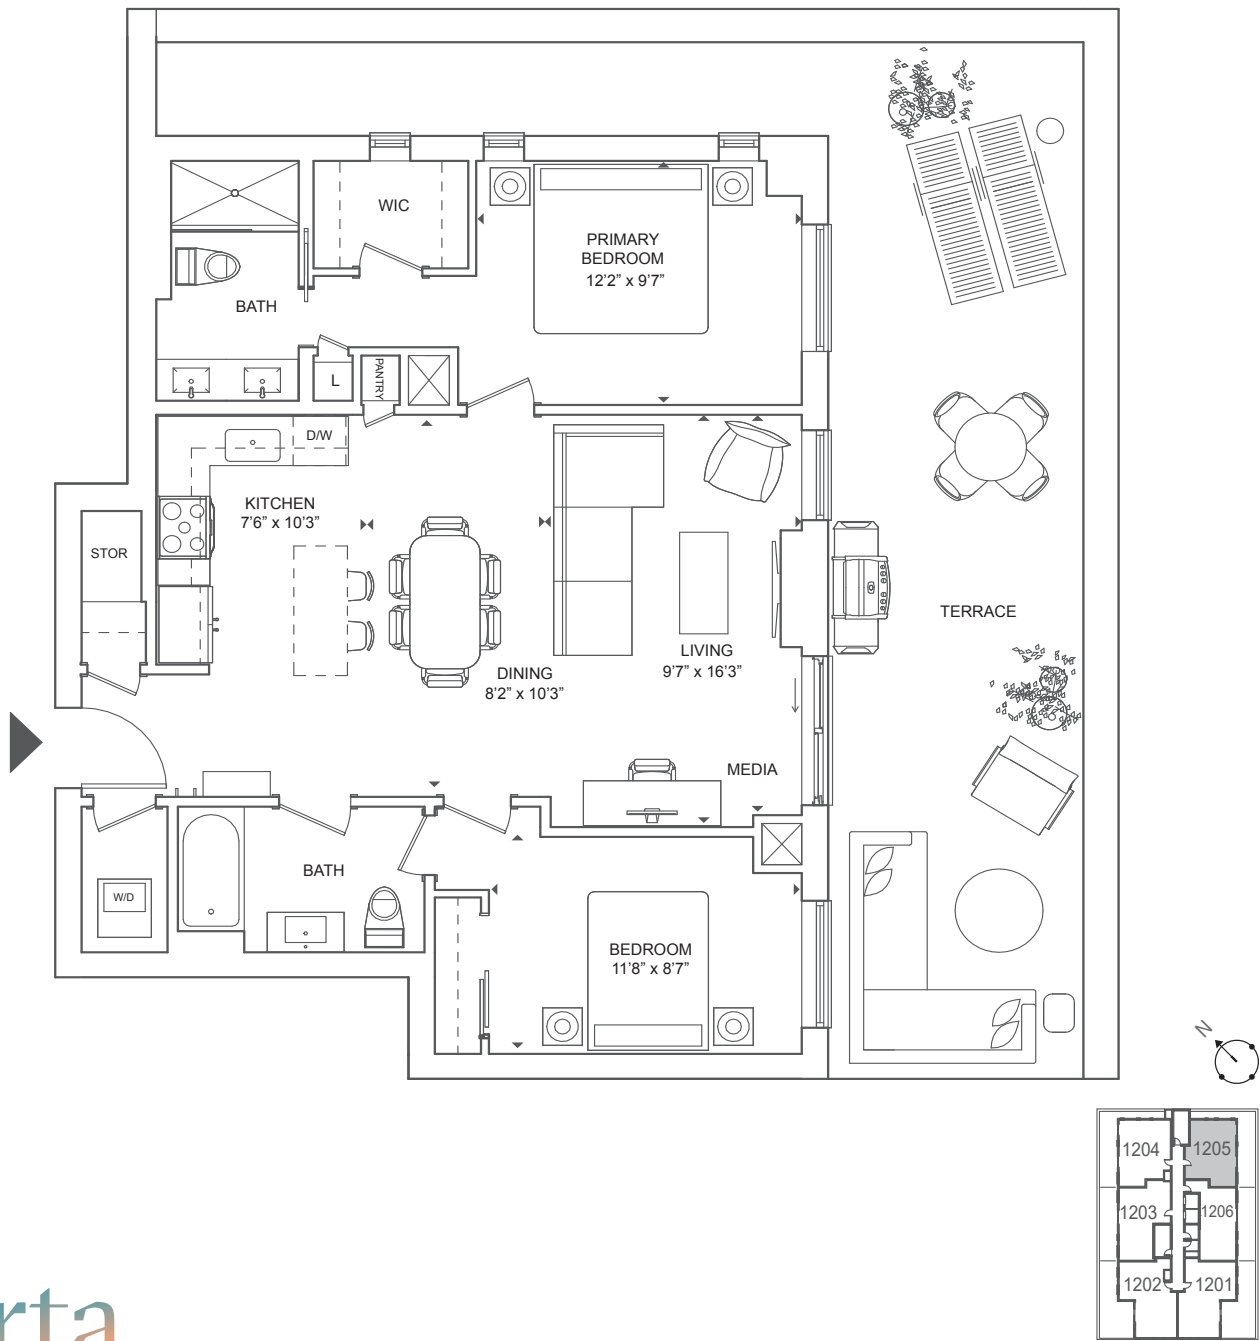 WIC
PRIMARY
BEDROOM
12’2” x 9’7”
BATH
L
PANTRY
D/W
KITCHEN
7’6” x 10’3”
STOR
TERRACE
LIVING
9’7” x 16’3”
DINING
8’2” x 10’3”
MEDIA
BATH
W/D
BEDROOM
11’8” x 8’7”
N
1204
1205
1203
1206
1202
1201
rta